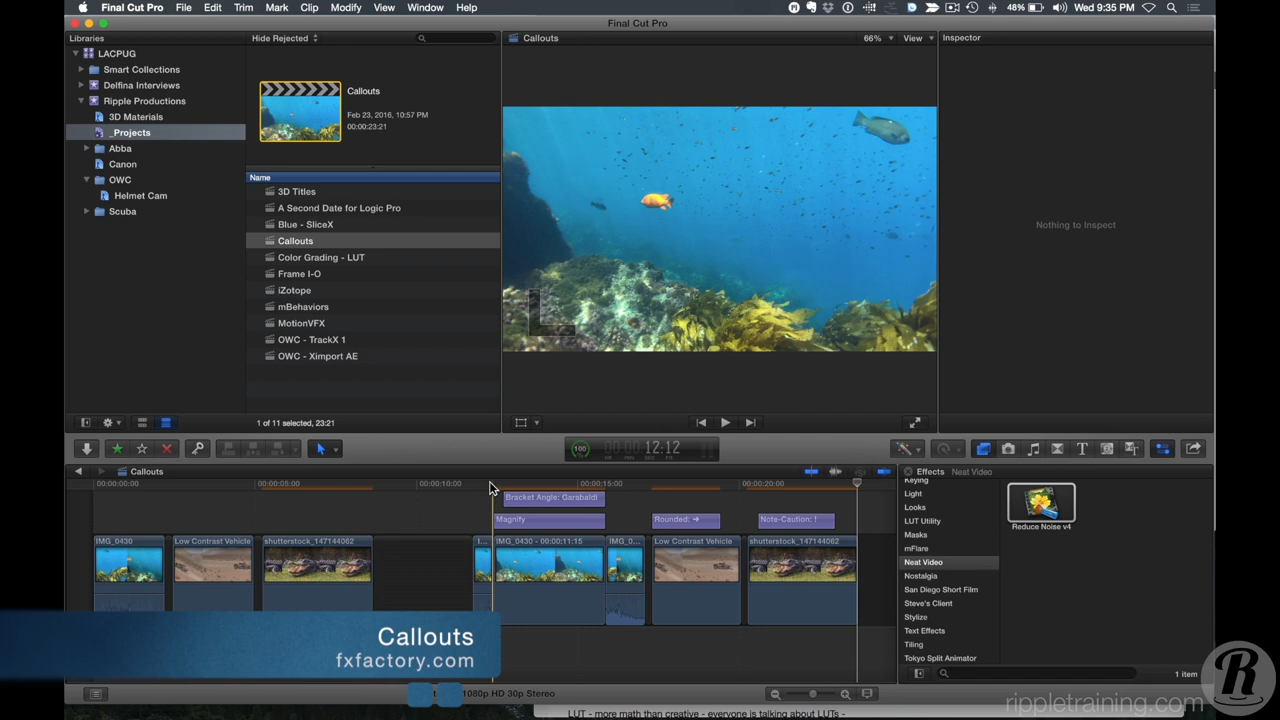 Final Cut Pro File Edit Trim Mark Clip Modify View Window Help
48% Wed 9:35 PM
Final Cut Pro
Libraries
Hide Rejected
Callouts
66% View
Inspector
LACPUG
Smart Collections
Delfina Interviews
Ripple Productions
3D Materials
_Projects
Abba
Canon
OWC
Helmet Cam
Scuba
Callouts
Feb 23, 2016, 10:57 PM
00:00:23:21
Name
3D Titles
A Second Date for Logic Pro
Blue - SliceX
Callouts
Color Grading - LUT
Frame I-O
iZotope
mBehaviors
MotionVFX
OWC - TrackX 1
OWC - Ximport AE
Nothing to Inspect
1 of 11 selected, 23:21
100 12:12
Callouts
Effects Neat Video
00:00:00:00 00:00:05:00 00:00:10:00 00:00:15:00 00:00:20:00
Bracket Angle: Garabaldi
Magnify
Rounded: →
Note-Caution: !
IMG_0430
Low Contrast Vehicle
shutterstock_147144062
I...
IMG_0430 - 00:00:11:15
IMG_0...
Low Contrast Vehicle
shutterstock_147144062
Keying
Light
Looks
LUT Utility
Masks
mFlare
Neat Video
Nostalgia
San Diego Short Film
Steve's Client
Stylize
Text Effects
Tiling
Tokyo Split Animator
Reduce Noise v4
1 item
Callouts
fxfactory.com
1080p HD 30p Stereo
R
rippletraining.com
LUT - more math than creative - everyone is talking about LUTs -